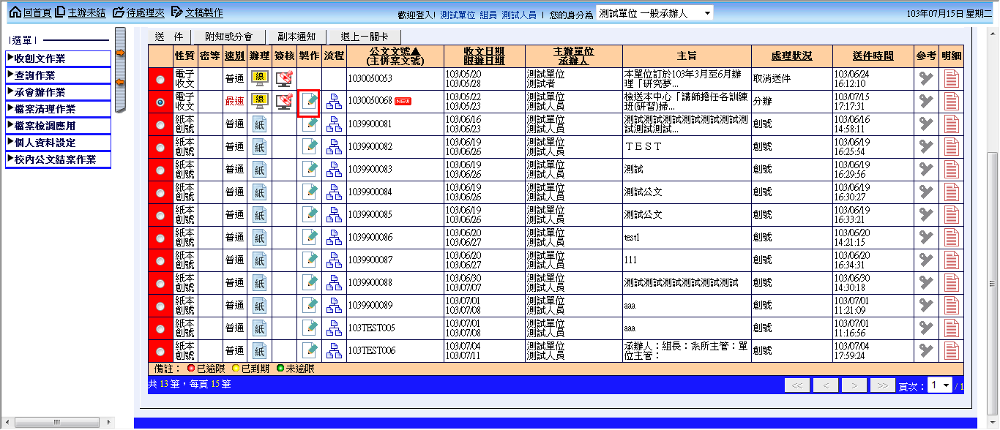 回首頁 主辦未結 待處理夾 文稿製作 歡迎登入! 測試單位 組員 測試人員 | 您的身分為 測試單位 一般承辦人 103年07月15日 星期二
|選單|
收創文作業
查詢作業
承會辦作業
檔案清理作業
檔案檢調應用
個人資料設定
校內公文結案作業
送 件 附知或分會 副本通知 退上一關卡
性質 密等 速別 辦理 簽核 製作 流程 公文文號▲ (主併案文號) 收文日期 限辦日期 主辦單位 承辦人 主旨 處理狀況 送件時間 參考 明細
電子 普通 線 1030050053 103/05/20 測試單位 本單位訂於103年3月至6月辦 取消送件 103/06/24
收文 103/05/28 測試者 理「研究夢... 16:12:10
電子 最速 線 1030050068 NEW 103/05/22 測試單位 檢送本中心「講師擔任各訓練 分辦 103/07/15
收文 103/05/23 測試人員 班(研習)掃... 17:17:31
紙本 普通 紙 1039900081 103/06/16 測試單位 測試測試測試測試測試測試測 創號 103/06/16
創號 103/06/23 測試人員 試測試測試... 14:58:11
紙本 普通 紙 1039900082 103/06/19 測試單位 ＴＥＳＴ 創號 103/06/19
創號 103/06/26 測試人員 16:25:54
紙本 普通 紙 1039900083 103/06/19 測試單位 測試 創號 103/06/19
創號 103/06/26 測試人員 16:29:56
紙本 普通 紙 1039900084 103/06/19 測試單位 測試公文 創號 103/06/19
創號 103/06/26 測試人員 16:30:27
紙本 普通 紙 1039900085 103/06/19 測試單位 測試公文 創號 103/06/19
創號 103/06/26 測試人員 16:33:21
紙本 普通 紙 1039900086 103/06/20 測試單位 test1 創號 103/06/20
創號 103/06/27 測試人員 14:21:15
紙本 普通 紙 1039900087 103/06/20 測試單位 111 創號 103/06/20
創號 103/06/27 測試人員 16:34:31
紙本 普通 紙 1039900088 103/06/30 測試單位 測試測試測試測試測試測試 創號 103/06/30
創號 103/07/07 測試人員 14:30:18
紙本 普通 紙 1039900089 103/07/01 測試單位 aaa 創號 103/07/01
創號 103/07/08 測試人員 11:21:09
紙本 普通 紙 103TEST005 103/07/01 測試單位 aaa 創號 103/07/01
創號 103/07/08 測試人員 11:16:56
紙本 普通 紙 103TEST006 103/07/04 測試單位 承辦人：組長：系所主管：單 創號 103/07/04
創號 103/07/11 測試人員 位主管： 17:59:24
備註： 已逾限 已到期 未逾限
共 13 筆，每頁 15 筆 << < > >> 頁次： 1 / 1